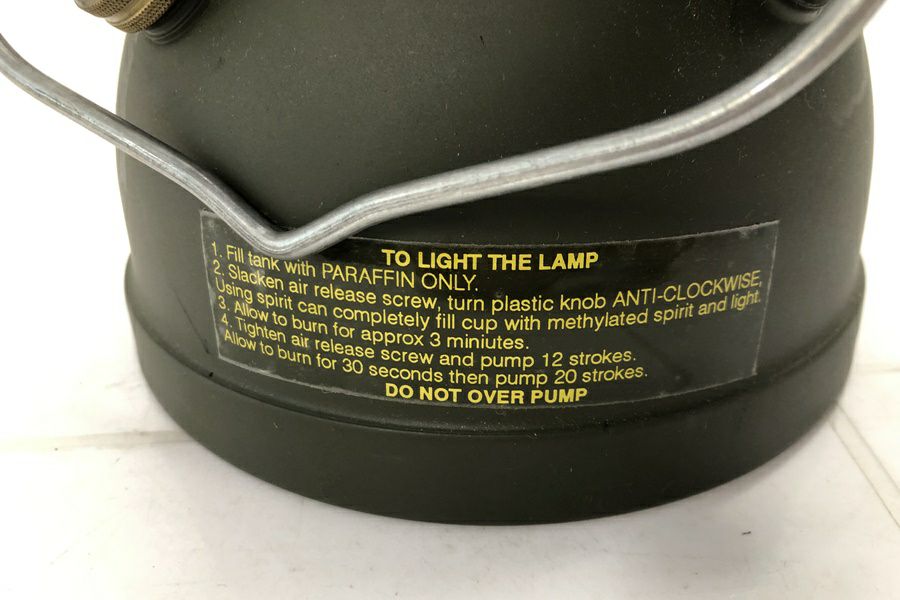 TO LIGHT THE LAMP
1. Fill tank with PARAFFIN ONLY.
2. Slacken air release screw, turn plastic knob ANTI-CLOCKWISE.
Using spirit can completely fill cup with methylated spirit and light.
3. Allow to burn for approx 3 miniutes.
4. Tighten air release screw and pump 12 strokes.
Allow to burn for 30 seconds then pump 20 strokes.
DO NOT OVER PUMP